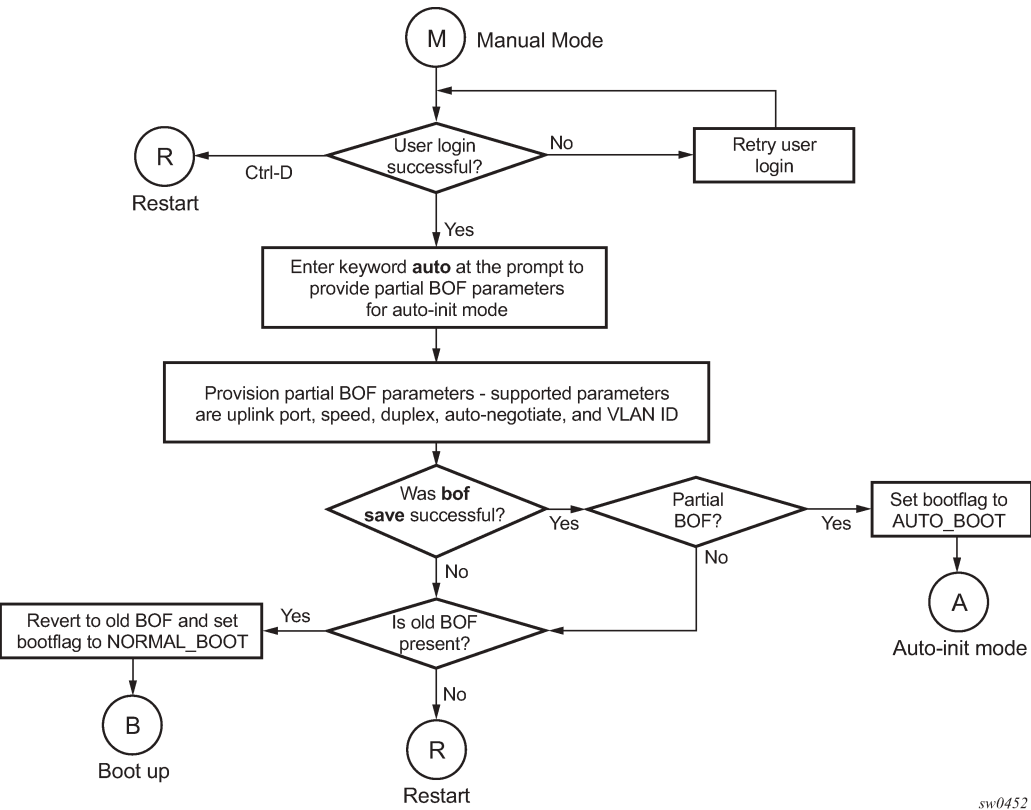 M
Manual Mode
User login
successful?
No
Retry user
login
R
Ctrl-D
Restart
Yes
Enter keyword auto at the prompt to
provide partial BOF parameters
for auto-init mode
Provision partial BOF parameters - supported parameters
are uplink port, speed, duplex, auto-negotiate, and VLAN ID
Was bof
save successful?
Yes
Partial
BOF?
Yes
Set bootflag to
AUTO_BOOT
No
No
A
Auto-init mode
Is old BOF
present?
Yes
Revert to old BOF and set
bootflag to NORMAL_BOOT
No
B
Boot up
R
Restart
sw0452